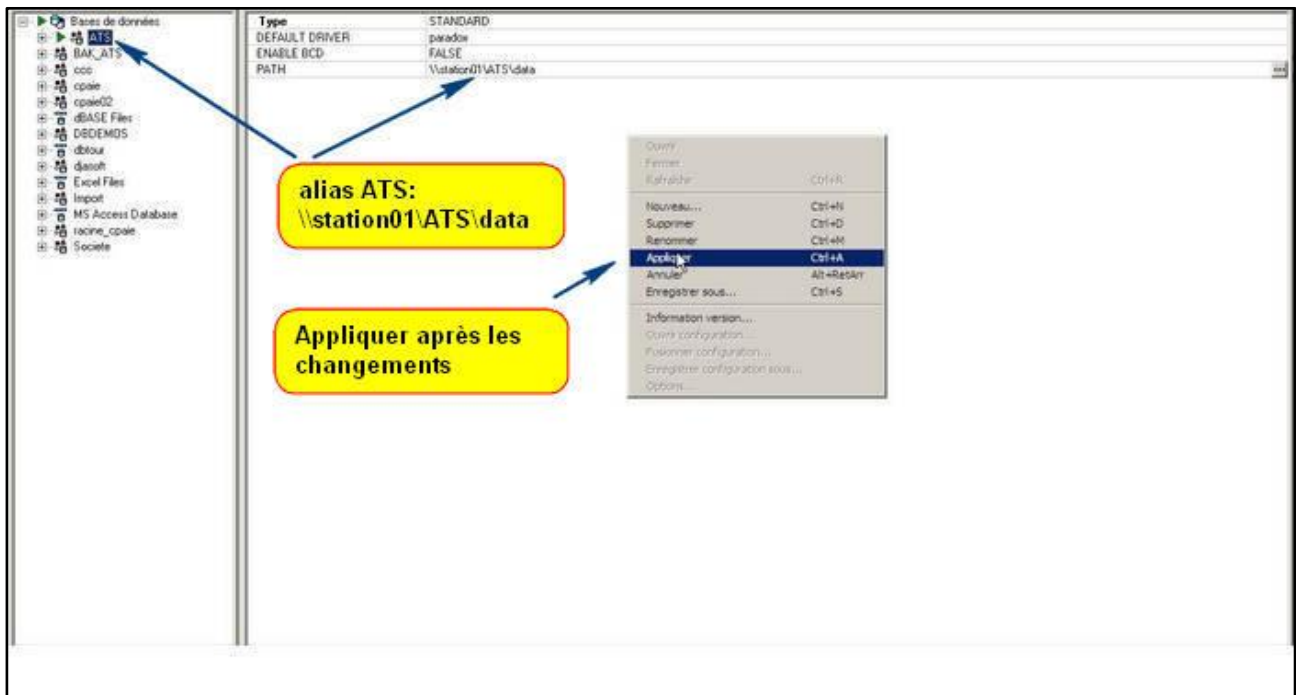 Bases de données
ATS
BAK_ATS
ccc
cpaie
cpaie02
dBASE Files
DBDEMOS
dbtour
djasoft
Excel Files
Import
MS Access Database
racine_cpaie
Societe
Type STANDARD
DEFAULT DRIVER paradox
ENABLE BCD FALSE
PATH \\station01\ATS\data
alias ATS:
\\station01\ATS\data
Appliquer après les
changements
Ouvrir
Fermer
Rafraîchir Ctrl+R
Nouveau... Ctrl+N
Supprimer Ctrl+D
Renommer Ctrl+M
Appliquer Ctrl+A
Annuler Alt+RetArr
Enregistrer sous... Ctrl+S
Information version...
Ouvrir configuration...
Fusionner configuration...
Enregistrer configuration sous...
Options...